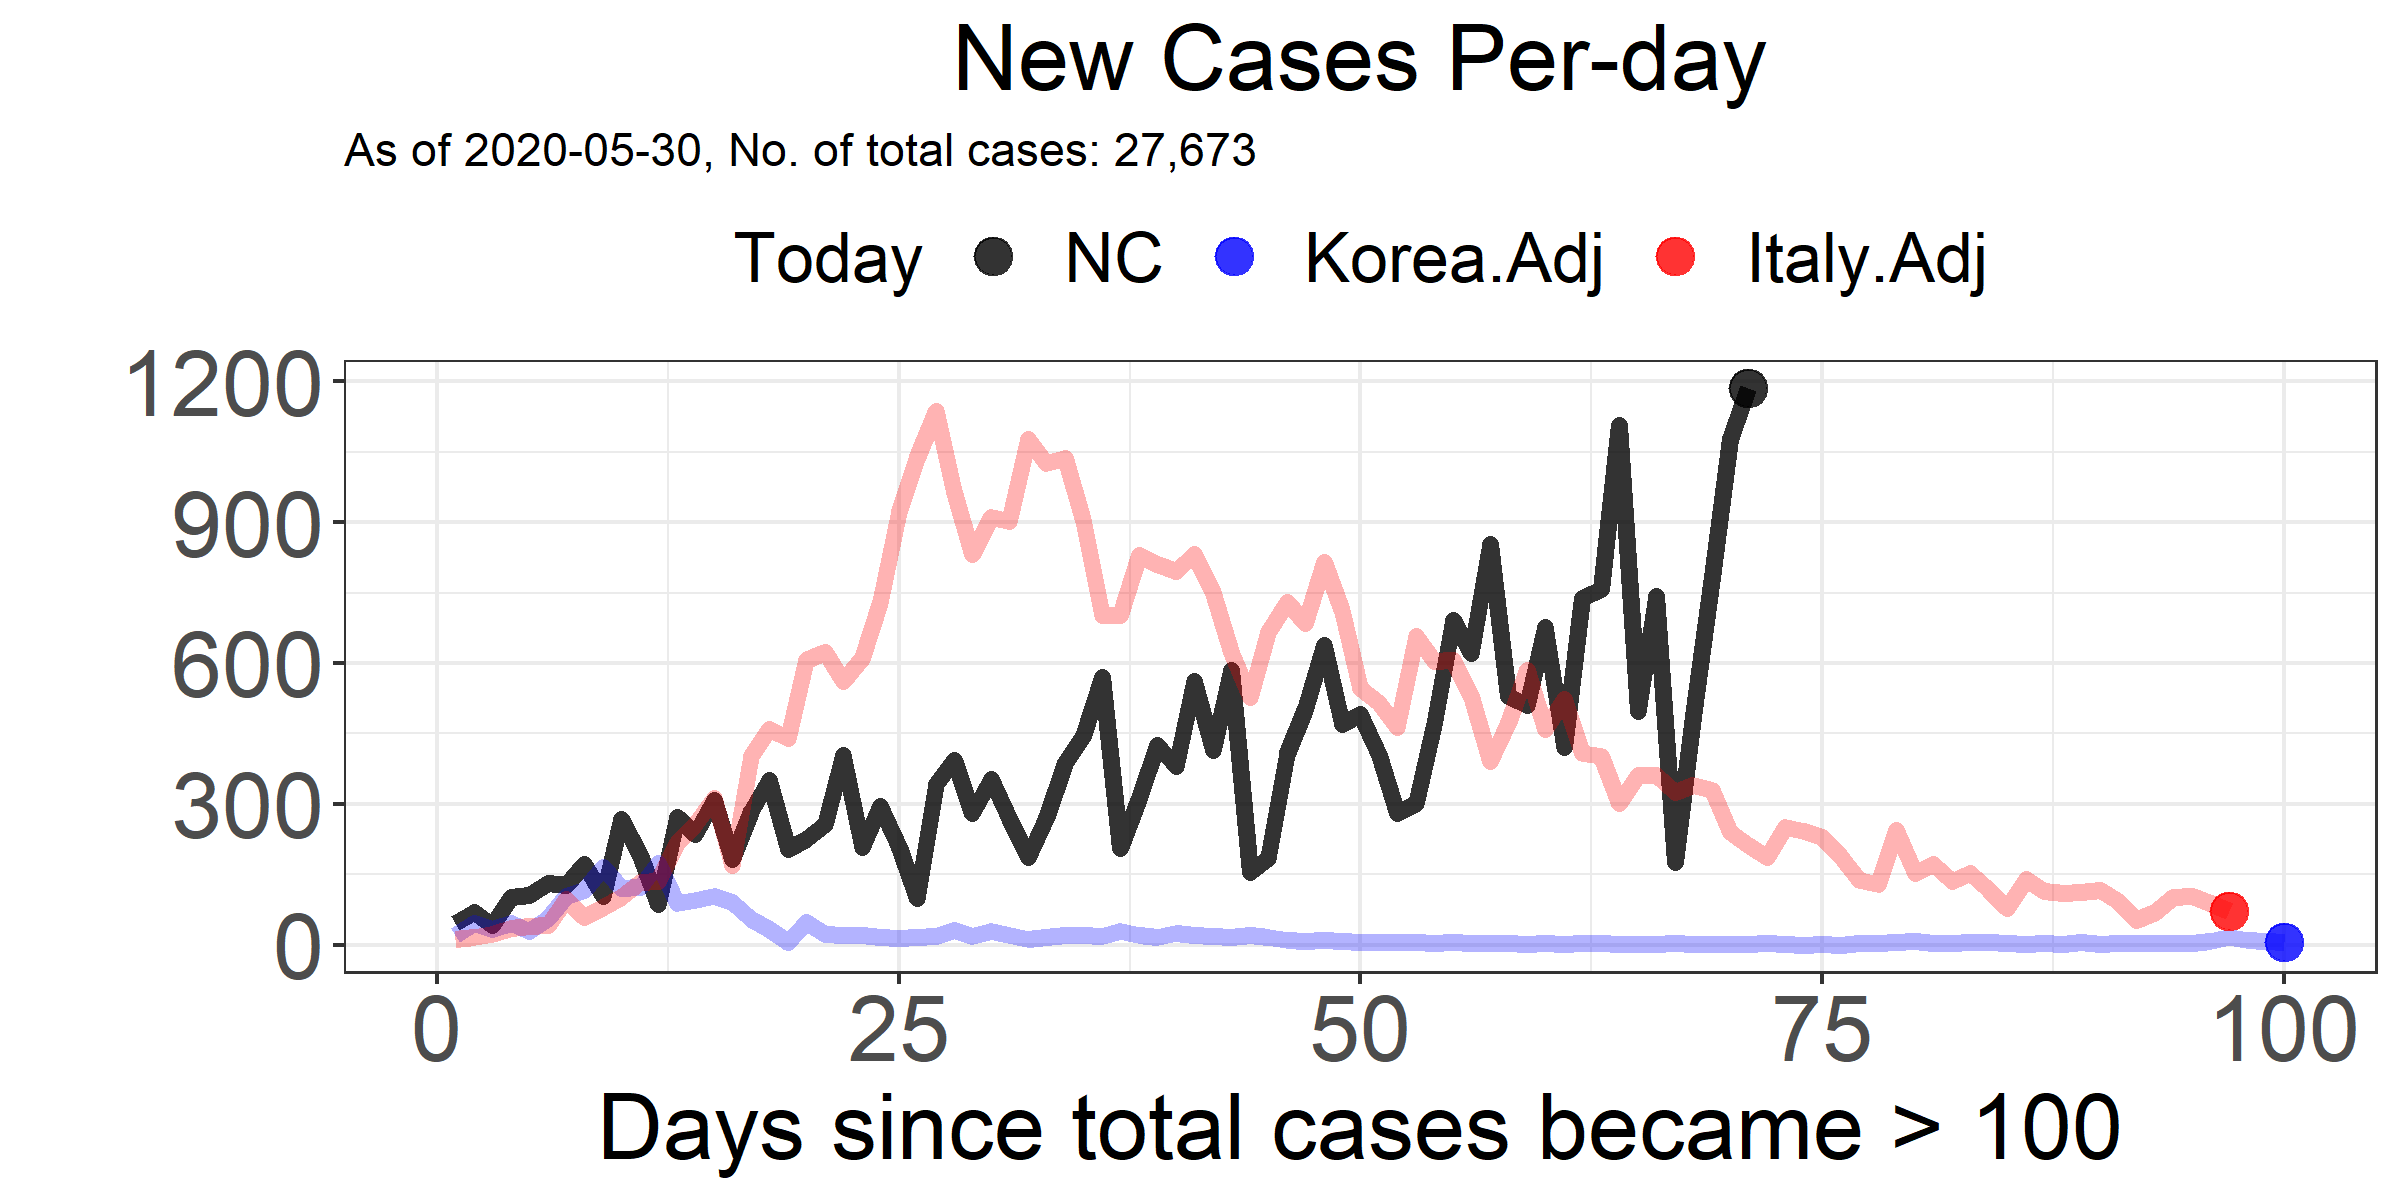 New Cases Per-day
As of 2020-05-30, No. of total cases: 27,673
Today NC Korea.Adj Italy.Adj
1200
900
600
300
0
0 25 50 75 100
Days since total cases became > 100